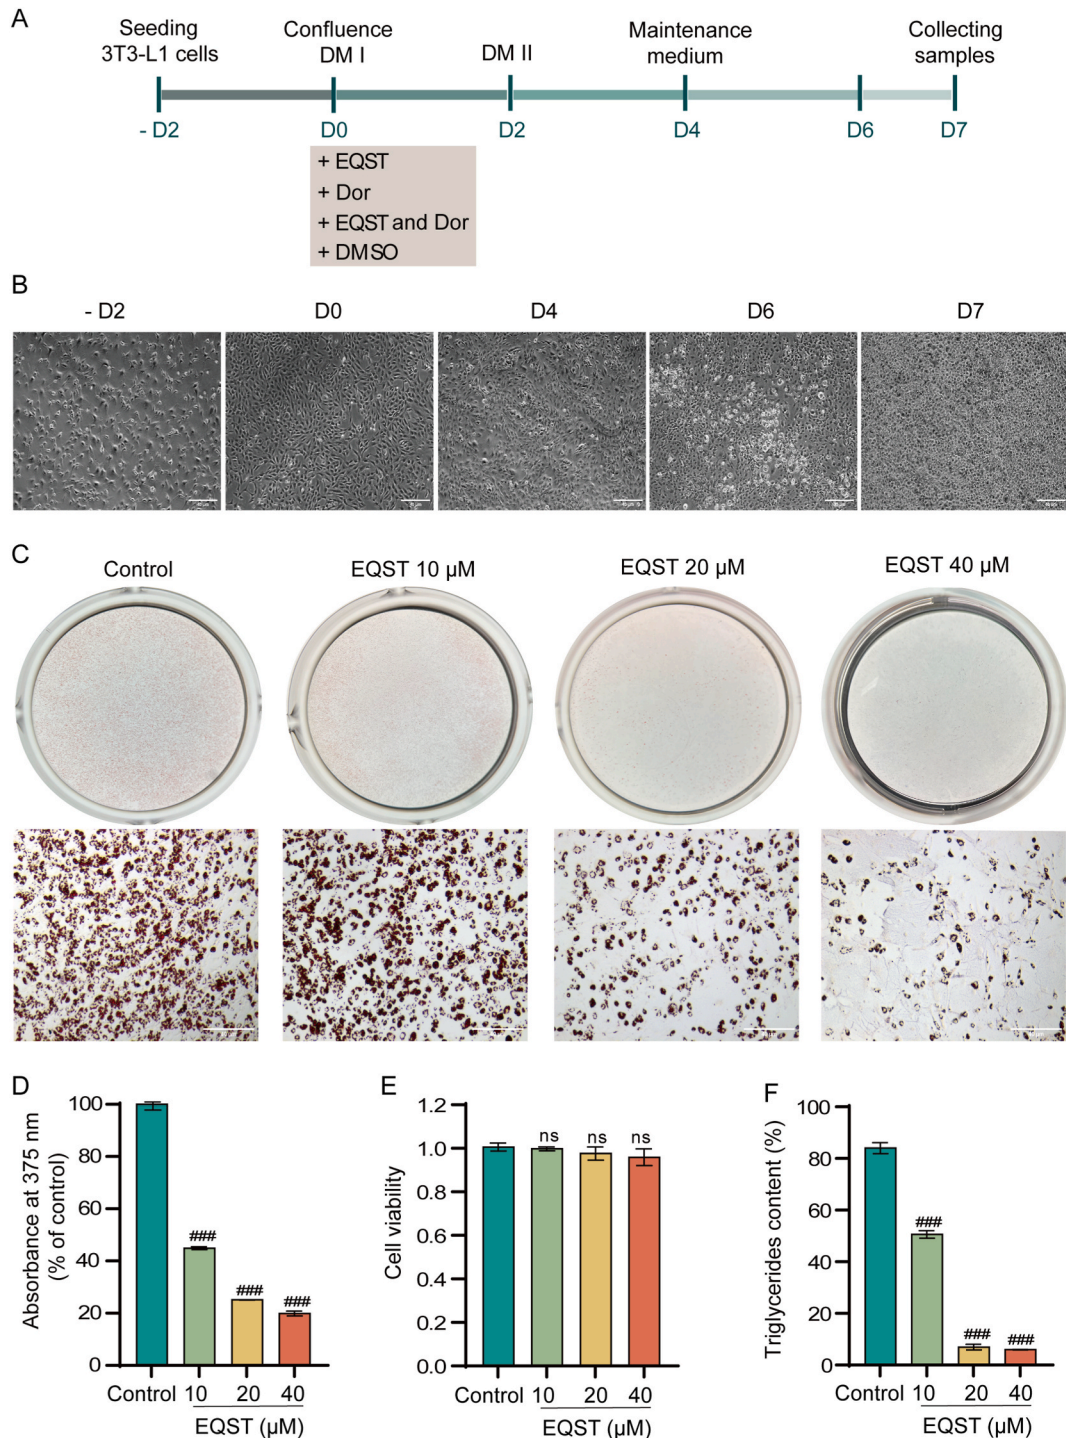 A
Seeding
3T3-L1 cells
Confluence
DM I
DM II
Maintenance
medium
Collecting
samples
- D2
D0
D2
D4
D6
D7
+ EQST
+ Dor
+ EQST and Dor
+ DMSO
B
- D2
D0
D4
D6
D7
C
Control
EQST 10 µM
EQST 20 µM
EQST 40 µM
D
Absorbance at 375 nm
(% of control)
100
80
60
40
20
0
###
###
###
Control
10
20
40
EQST (µM)
E
Cell viability
1.2
1.0
0.8
0.6
0.4
0.2
0.0
ns
ns
ns
Control
10
20
40
EQST (µM)
F
Triglycerides content (%)
100
80
60
40
20
0
###
###
###
Control
10
20
40
EQST (µM)